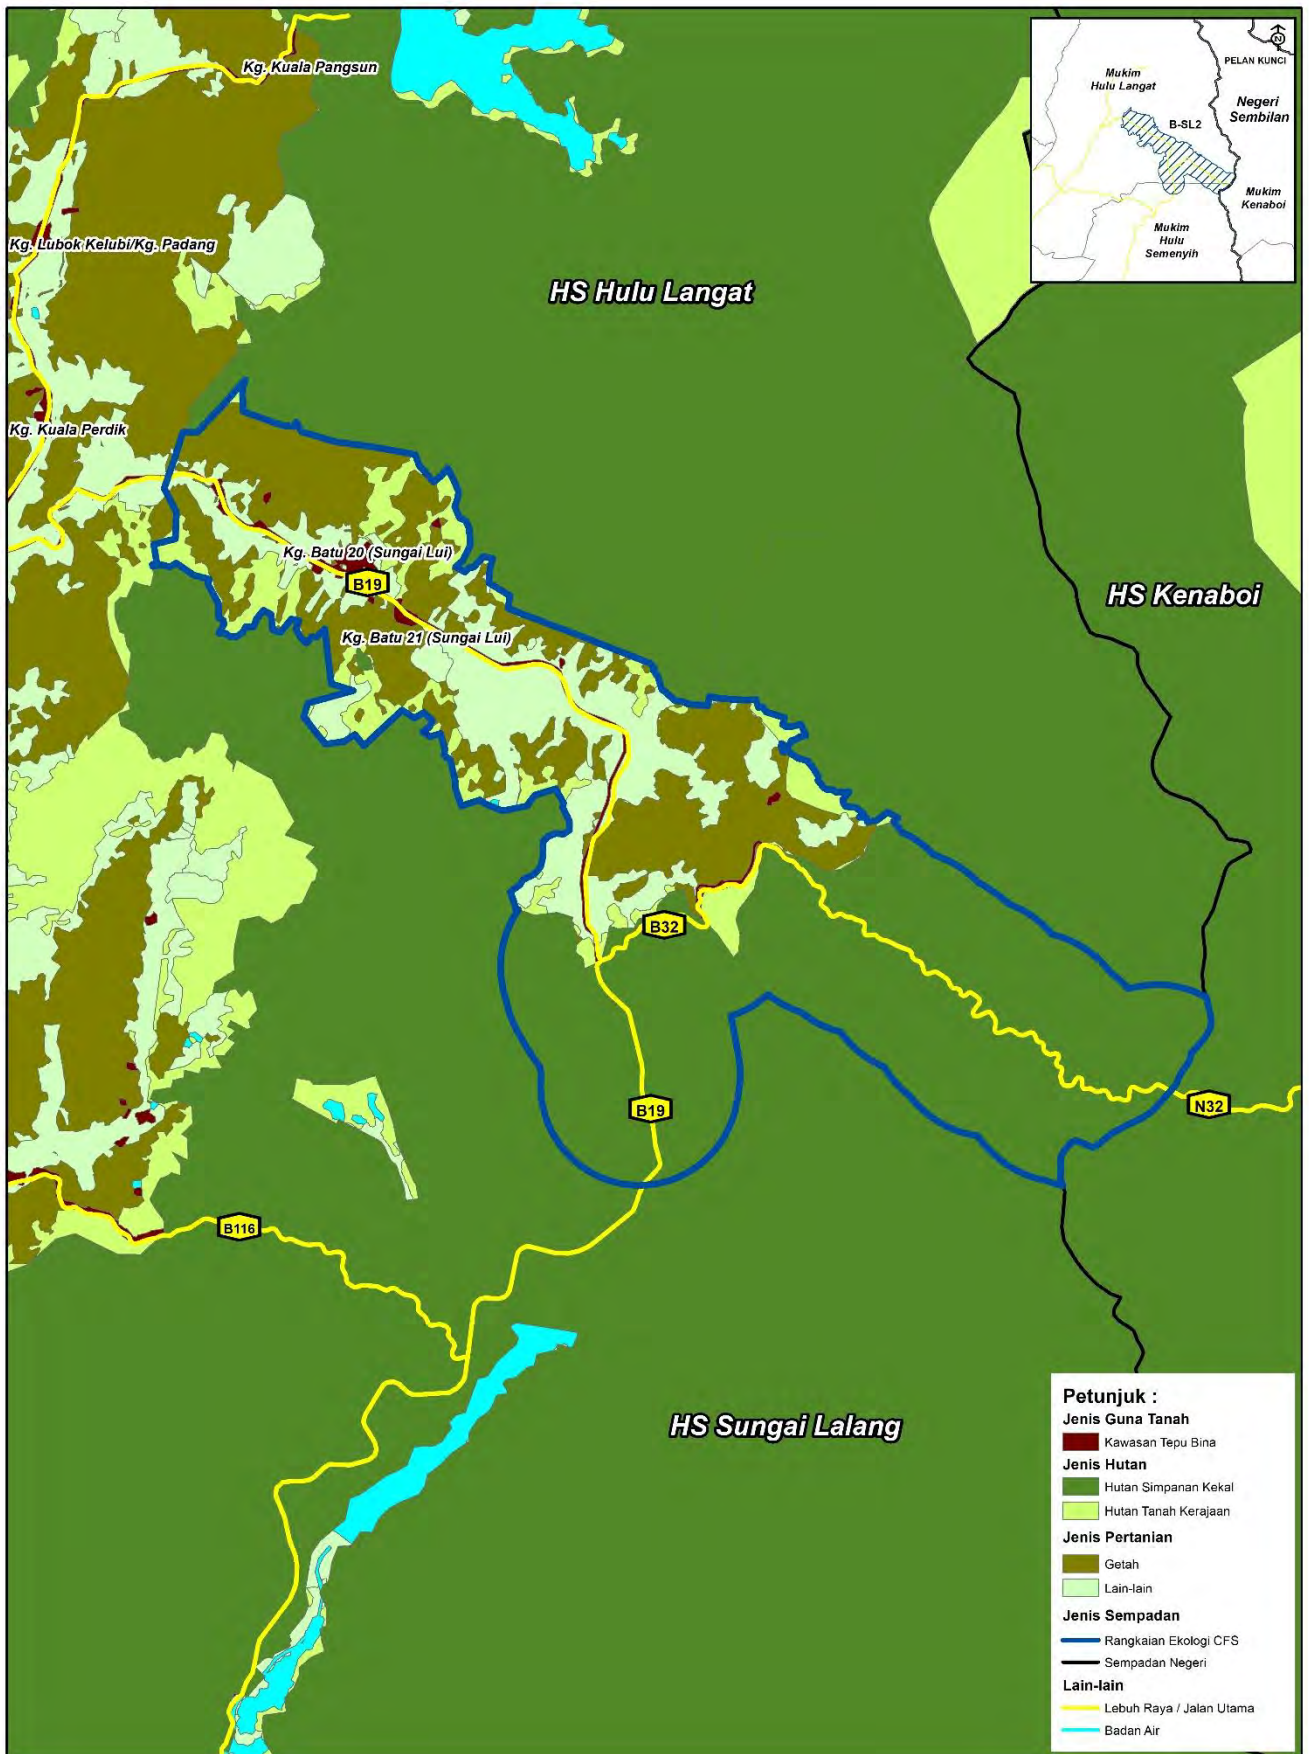 Kg. Kuala Pangsun
PELAN KUNCI
N
Mukim
Hulu Langat
Negeri
Sembilan
B-SL2
Mukim
Kenaboi
Mukim
Hulu
Semenyih
Kg. Lubok Kelubi/Kg. Padang
HS Hulu Langat
Kg. Kuala Perdik
Kg. Batu 20 (Sungai Lui)
B19
HS Kenaboi
Kg. Batu 21 (Sungai Lui)
B32
B19
N32
B116
HS Sungai Lalang
Petunjuk :
Jenis Guna Tanah
Kawasan Tepu Bina
Jenis Hutan
Hutan Simpanan Kekal
Hutan Tanah Kerajaan
Jenis Pertanian
Getah
Lain-lain
Jenis Sempadan
Rangkaian Ekologi CFS
Sempadan Negeri
Lain-lain
Lebuh Raya / Jalan Utama
Badan Air